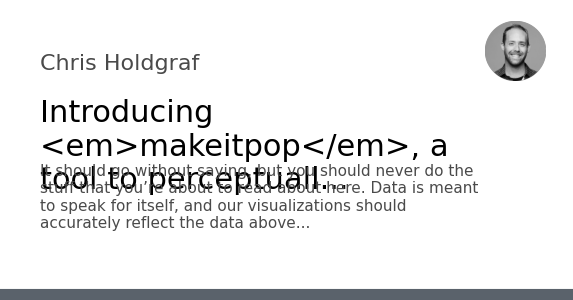 Chris Holdgraf
Introducing
<em>makeitpop</em>, a
tool to perceptuall...
It should go without saying, but you should never do the
stuff that you're about to read about here. Data is meant
to speak for itself, and our visualizations should
accurately reflect the data above...